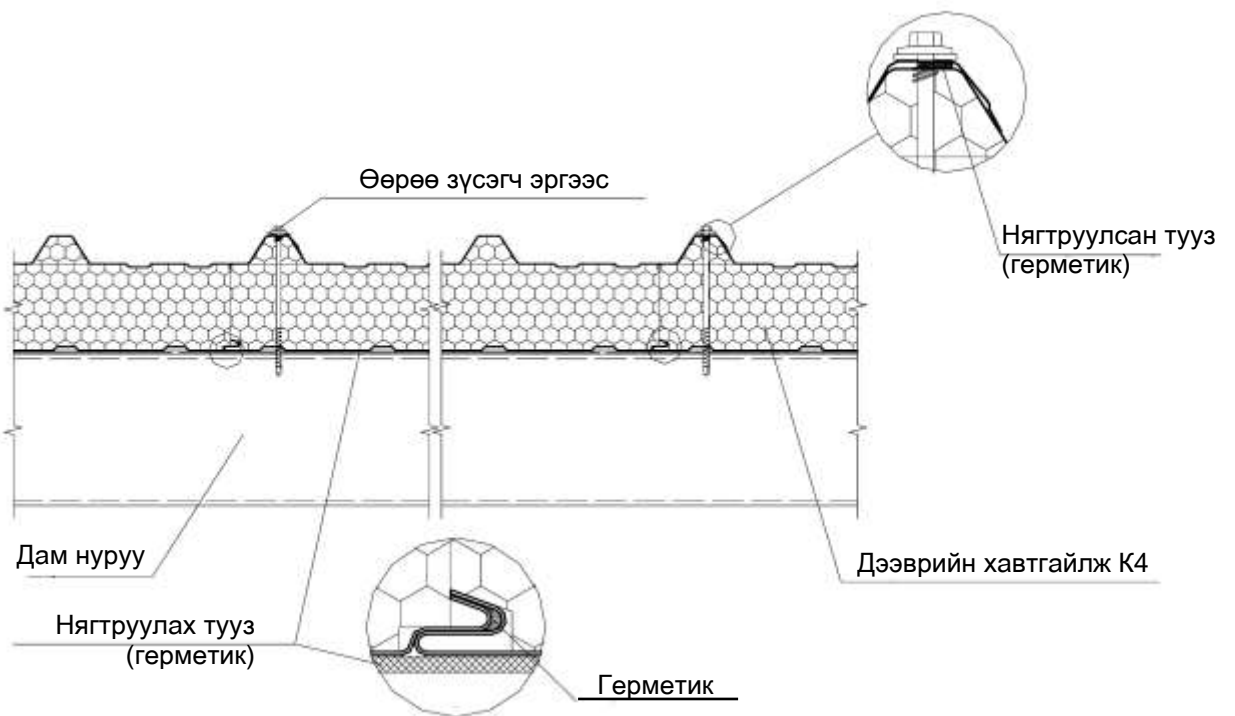 Өөрөө зүсэгч эргээс
Нягтруулсан тууз
(герметик)
Дам нуруу
Дээврийн хавтгайлж К4
Нягтруулах тууз
(герметик)
Герметик